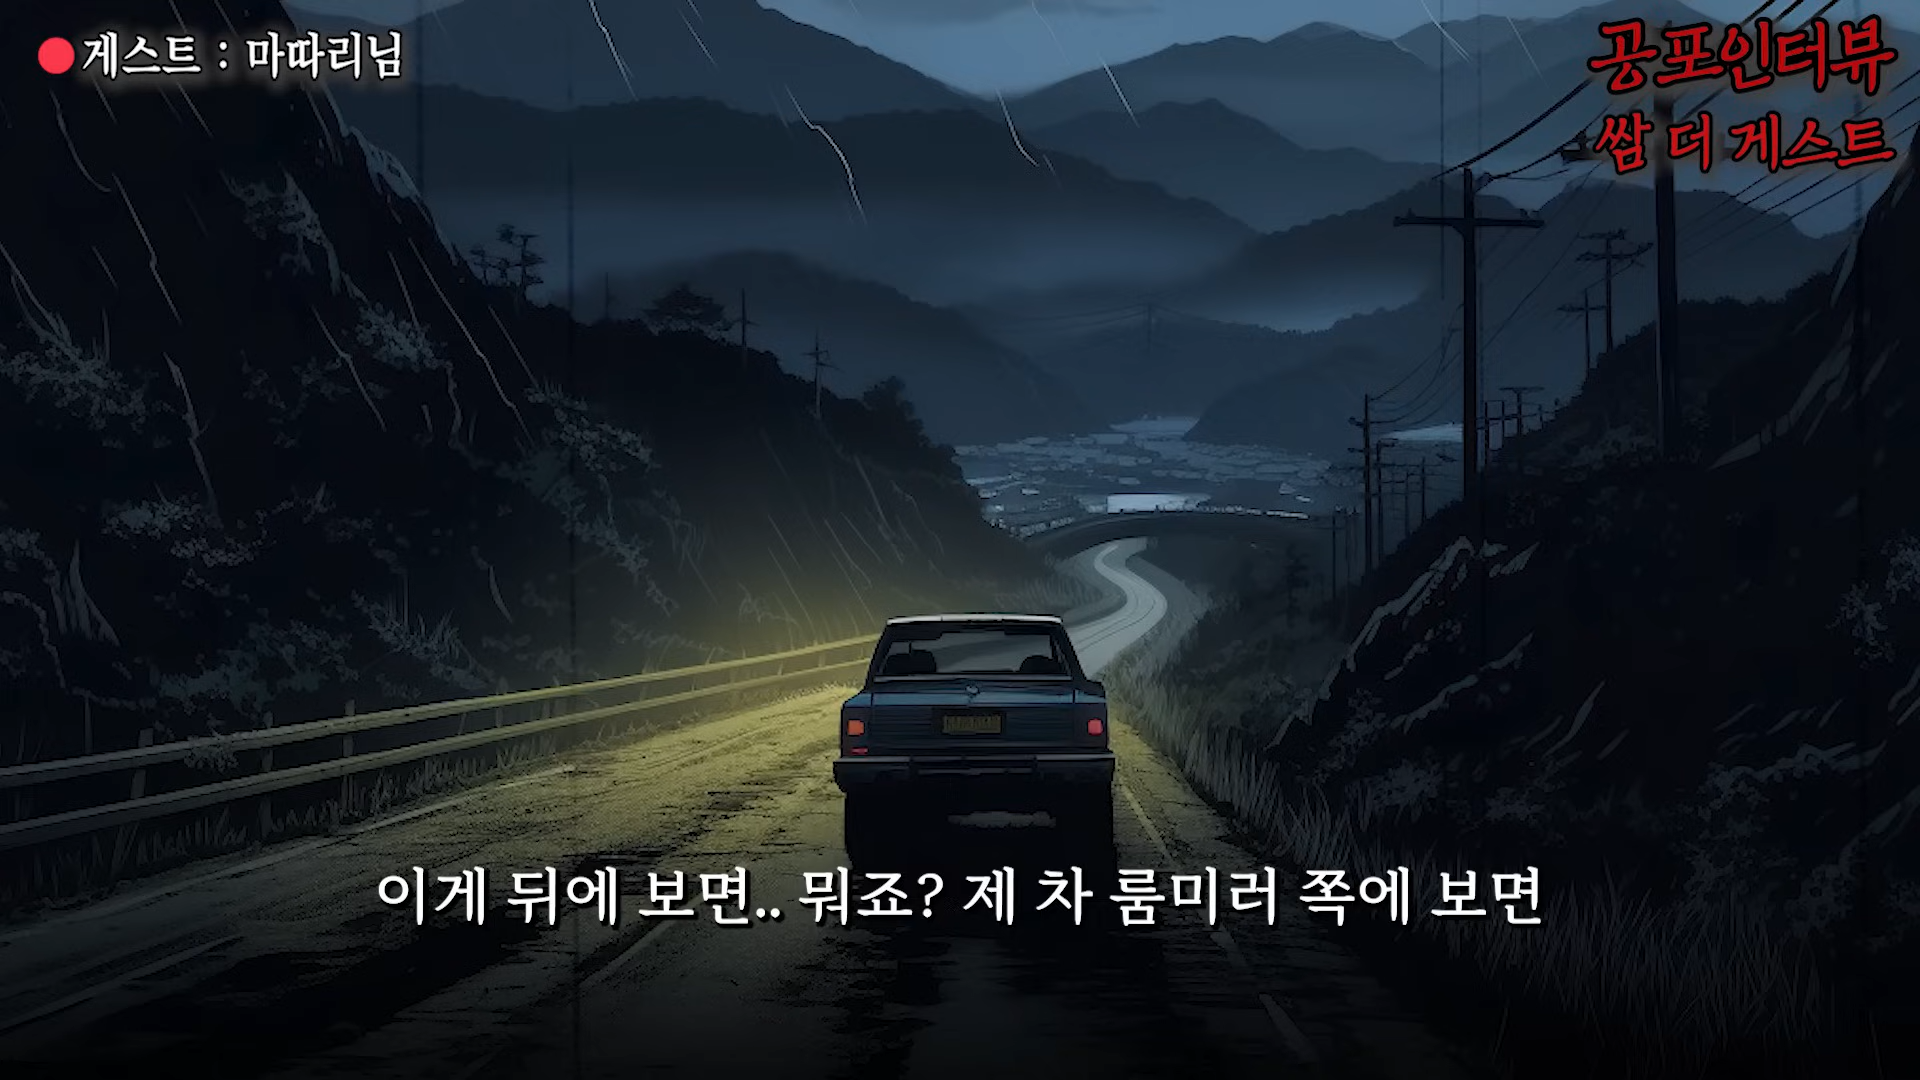 게스트 : 마따리님
공포인터뷰
쌈 더 게스트
이게 뒤에 보면.. 뭐죠? 제 차 룸미러 쪽에 보면